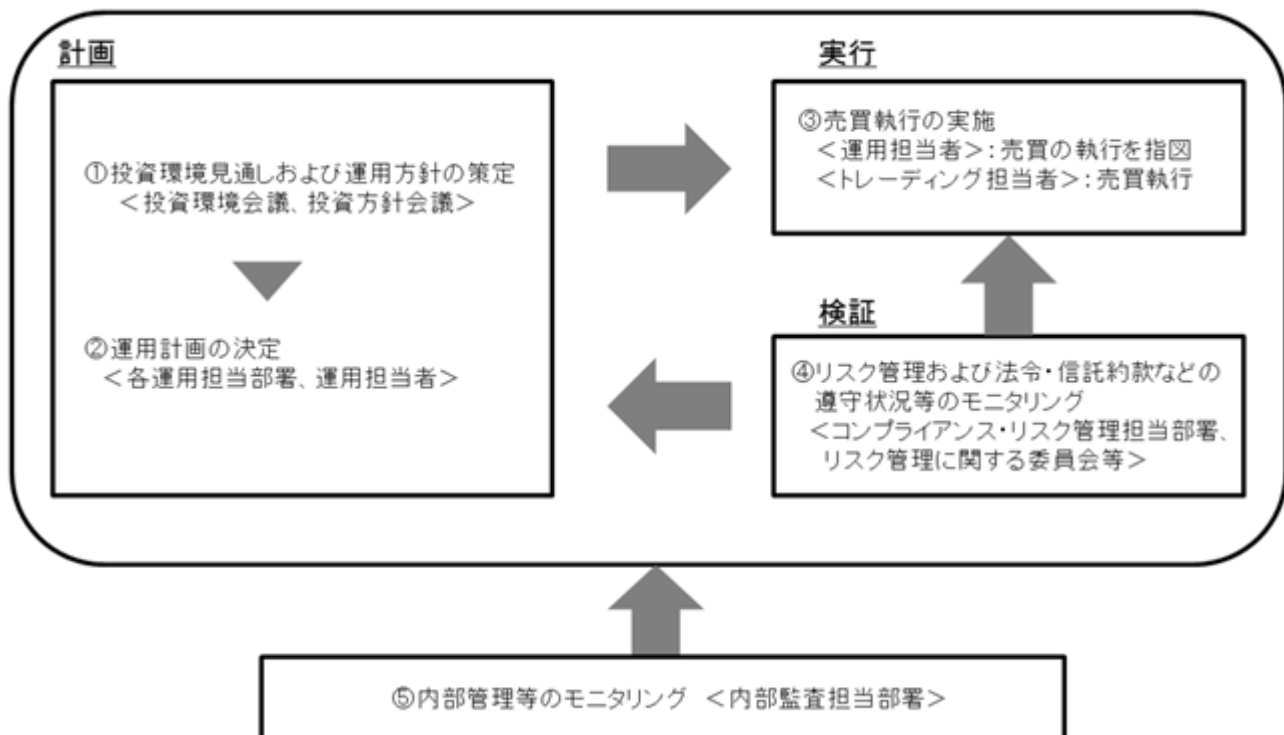 計画
①投資環境見通しおよび運用方針の策定
＜投資環境会議、投資方針会議＞
②運用計画の決定
＜各運用担当部署、運用担当者＞
実行
③売買執行の実施
＜運用担当者＞：売買の執行を指図
＜トレーディング担当者＞：売買執行
検証
④リスク管理および法令・信託約款などの
遵守状況等のモニタリング
＜コンプライアンス・リスク管理担当部署、
リスク管理に関する委員会等＞
⑤内部管理等のモニタリング ＜内部監査担当部署＞